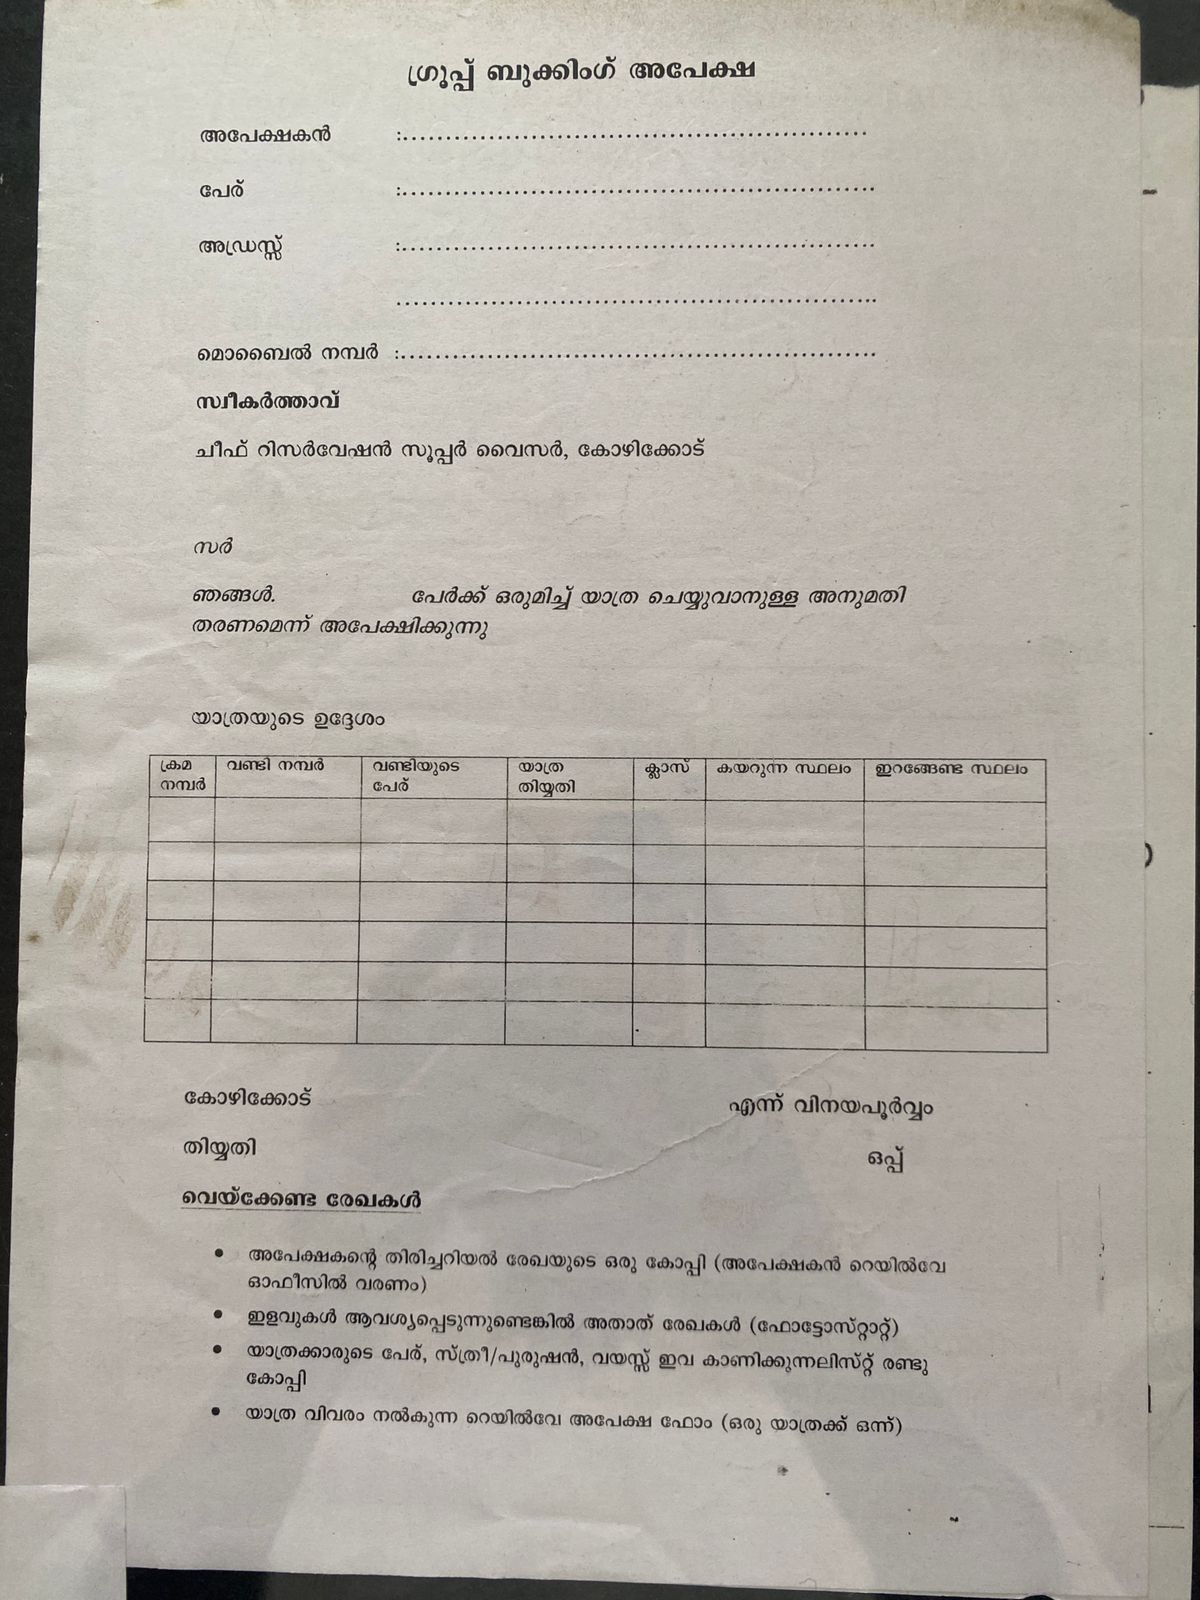 ഗ്രൂപ്പ് ബുക്കിംഗ് അപേക്ഷ
അപേക്ഷകൻ :......................................................
പേര് :.......................................................
അഡ്രസ്സ് :.......................................................
........................................................
മൊബൈൽ നമ്പർ :.......................................................
സ്വീകർത്താവ്
ചീഫ് റിസർവേഷൻ സൂപ്പർ വൈസർ, കോഴിക്കോട്
സർ
ഞങ്ങൾ. പേർക്ക് ഒരുമിച്ച് യാത്ര ചെയ്യുവാനുള്ള അനുമതി
തരണമെന്ന് അപേക്ഷിക്കുന്നു
യാത്രയുടെ ഉദ്ദേശം
ക്രമ നമ്പർ വണ്ടി നമ്പർ വണ്ടിയുടെ പേര് യാത്ര തിയ്യതി ക്ലാസ് കയറുന്ന സ്ഥലം ഇറങ്ങേണ്ട സ്ഥലം
കോഴിക്കോട് എന്ന് വിനയപൂർവ്വം
തിയ്യതി ഒപ്പ്
വെയ്ക്കേണ്ട രേഖകൾ
• അപേക്ഷകന്റെ തിരിച്ചറിയൽ രേഖയുടെ ഒരു കോപ്പി (അപേക്ഷകൻ റെയിൽവേ
ഓഫീസിൽ വരണം)
• ഇളവുകൾ ആവശ്യപ്പെടുന്നുണ്ടെങ്കിൽ അതാത് രേഖകൾ (ഫോട്ടോസ്റ്റാറ്റ്)
• യാത്രക്കാരുടെ പേര്, സ്ത്രീ/പുരുഷൻ, വയസ്സ് ഇവ കാണിക്കുന്നലിസ്റ്റ് രണ്ടു
കോപ്പി
• യാത്ര വിവരം നൽകുന്ന റെയിൽവേ അപേക്ഷ ഫോം (ഒരു യാത്രക്ക് ഒന്ന്)